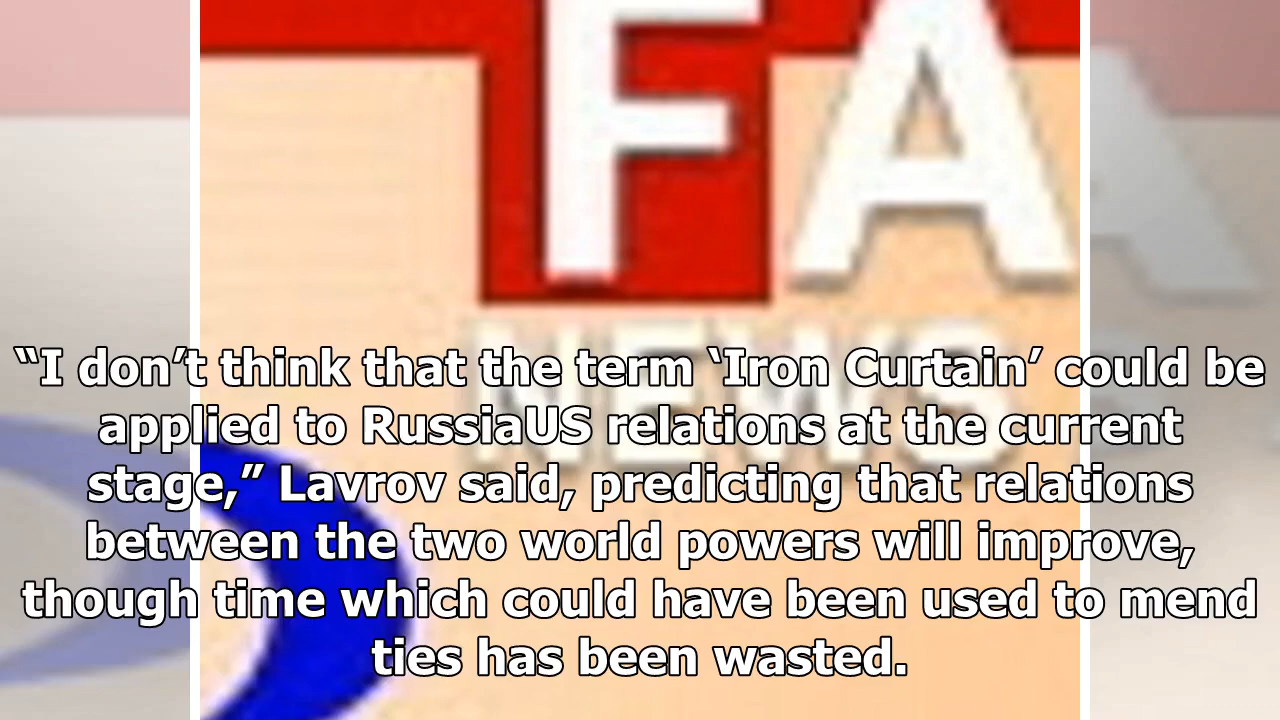 FA
NEWS
“I don’t think that the term ‘Iron Curtain’ could be
applied to RussiaUS relations at the current
stage,” Lavrov said, predicting that relations
between the two world powers will improve,
though time which could have been used to mend
ties has been wasted.